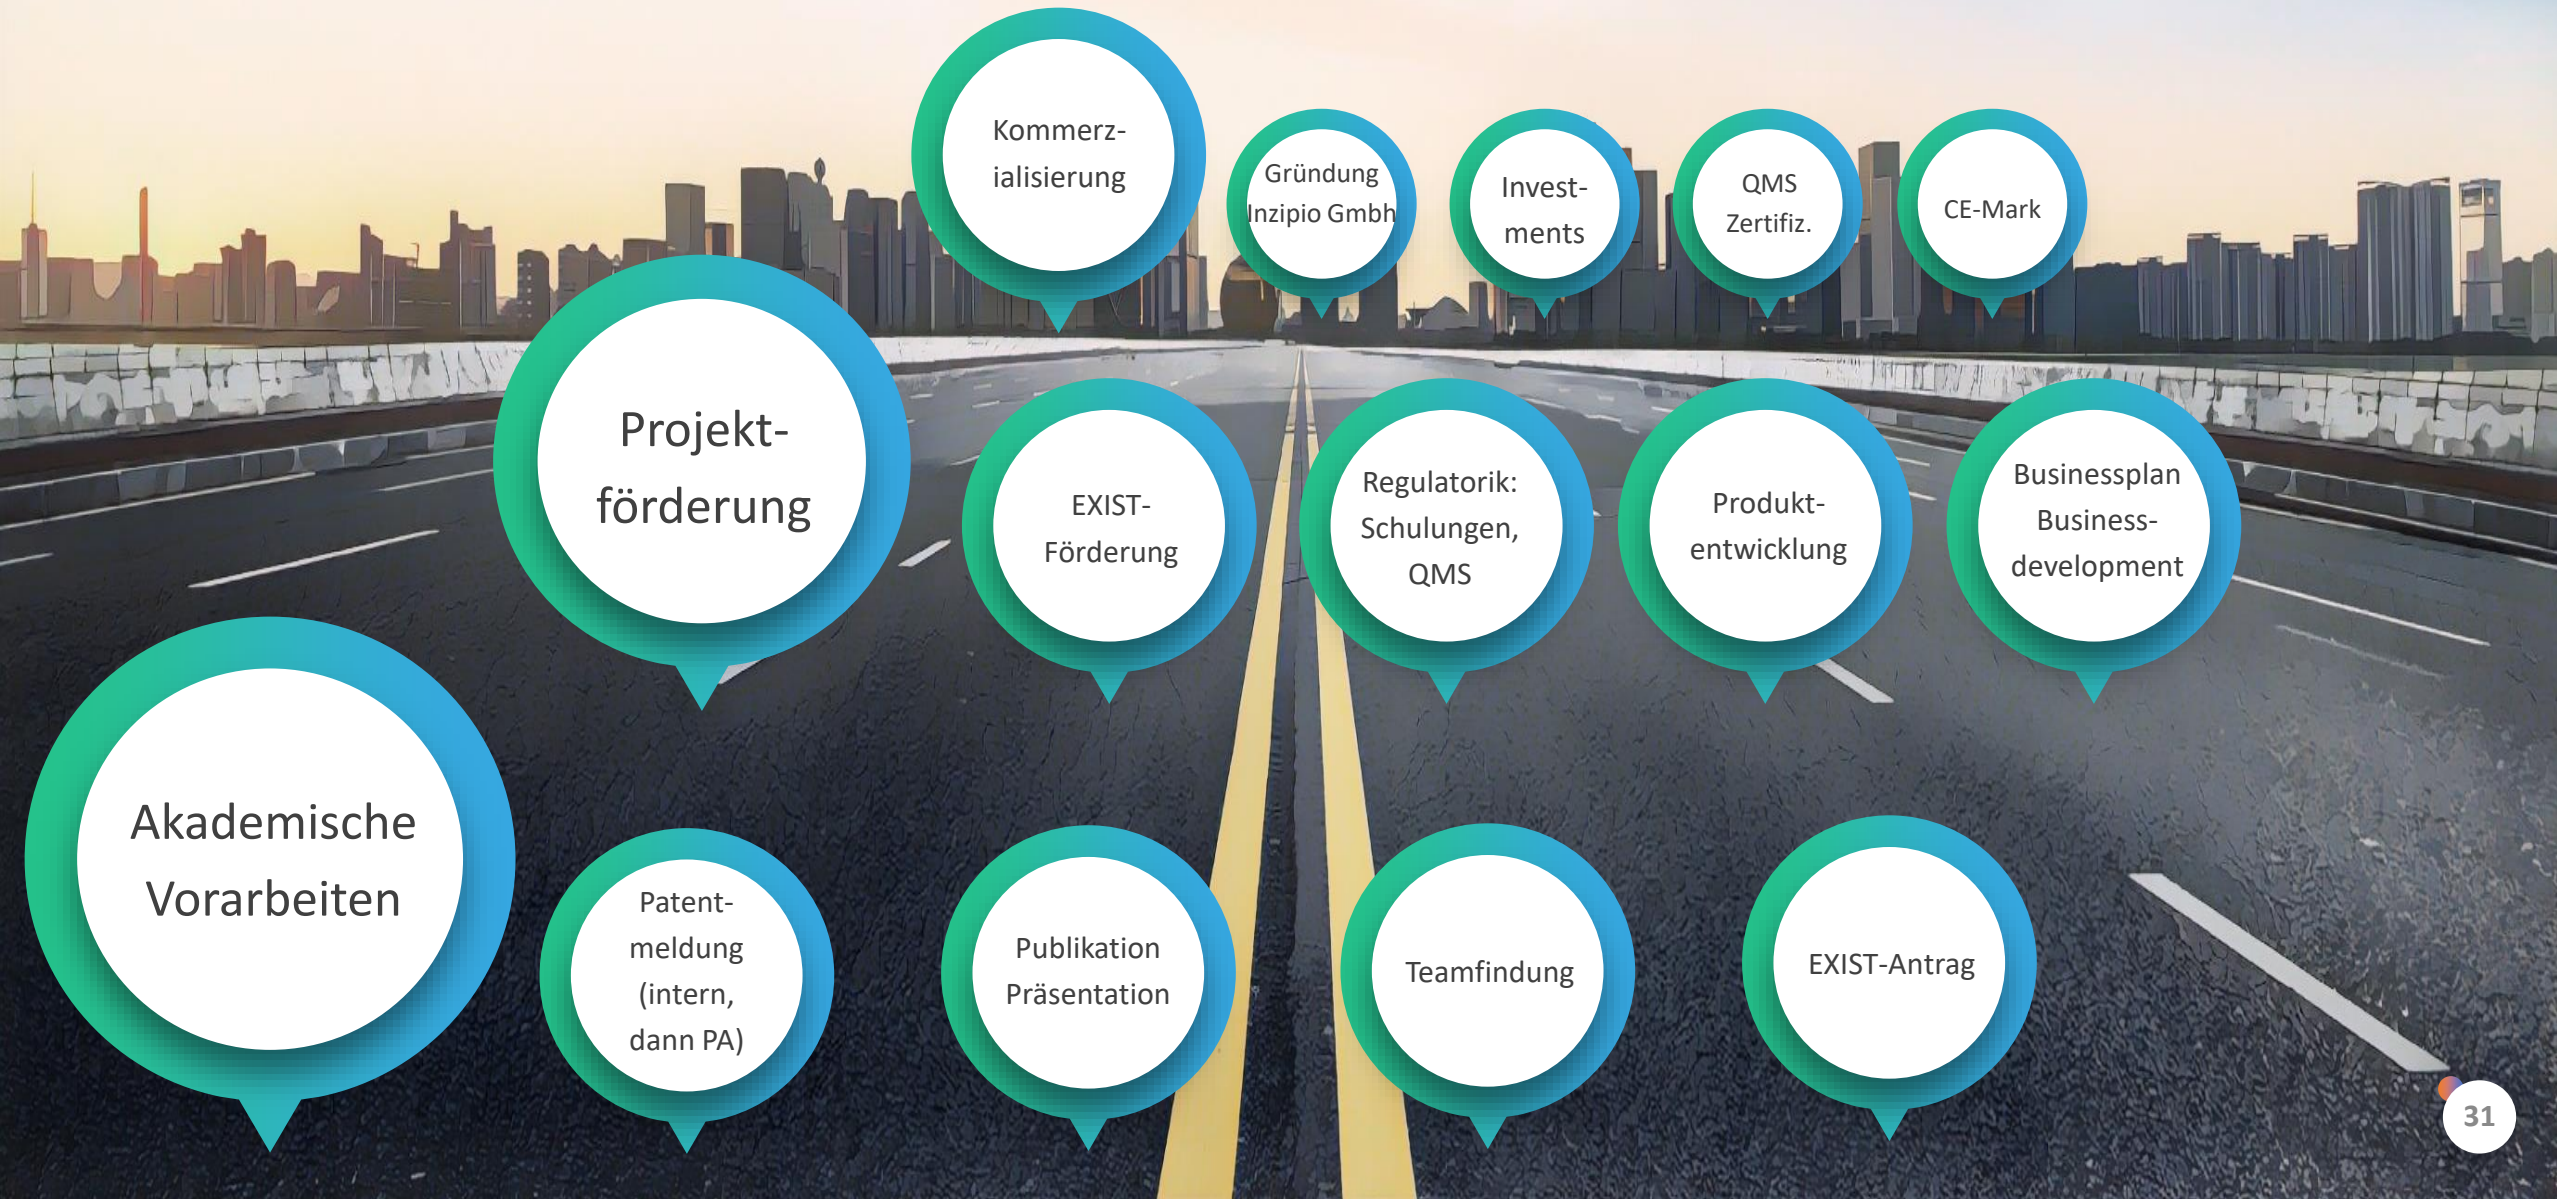 Kommerz-
ialisierung
Gründung
Inzipio Gmbh
Invest-
ments
QMS
Zertifiz.
CE-Mark
Projekt-
förderung
EXIST-
Förderung
Regulatorik:
Schulungen,
QMS
Produkt-
entwicklung
Businessplan
Business-
development
Akademische
Vorarbeiten
Patent-
meldung
(intern,
dann PA)
Publikation
Präsentation
Teamfindung
EXIST-Antrag
31